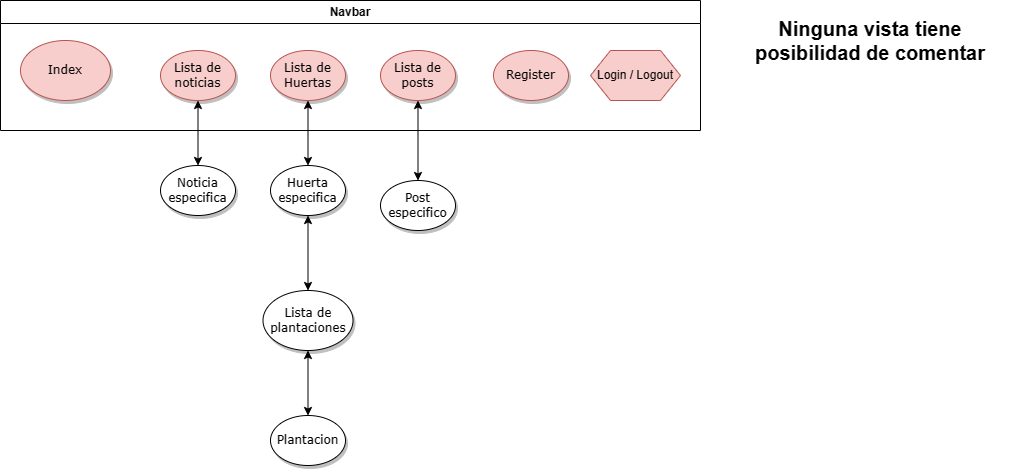 Navbar
Ninguna vista tiene
posibilidad de comentar
Index
Lista de
noticias
Lista de
Huertas
Lista de
posts
Register
Login / Logout
Noticia
especifica
Huerta
especifica
Post
especifico
Lista de
plantaciones
Plantacion